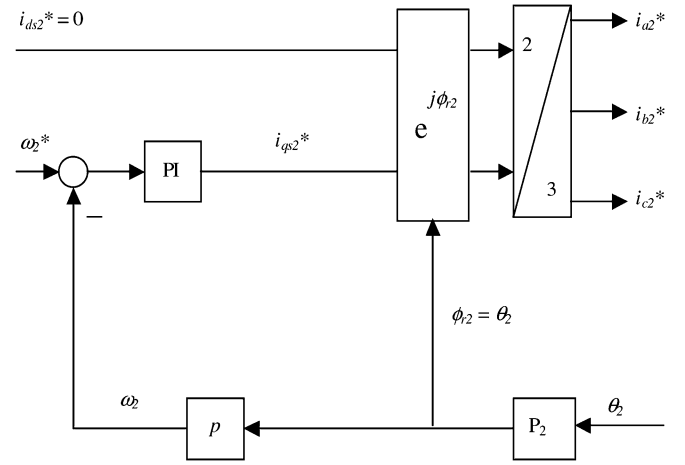 i_ds2* = 0
2
i_a2*
e^jϕ_r2
ω_2*
PI
i_qs2*
i_b2*
3
i_c2*
–
ϕ_r2 = θ_2
ω_2
p
P_2
θ_2